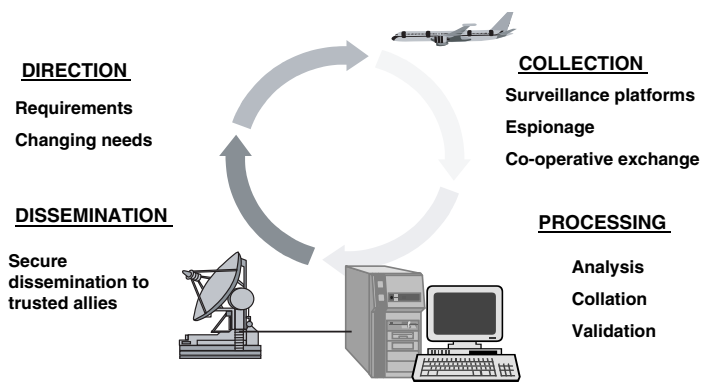 DIRECTION
Requirements
Changing needs
COLLECTION
Surveillance platforms
Espionage
Co-operative exchange
DISSEMINATION
Secure
dissemination to
trusted allies
PROCESSING
Analysis
Collation
Validation